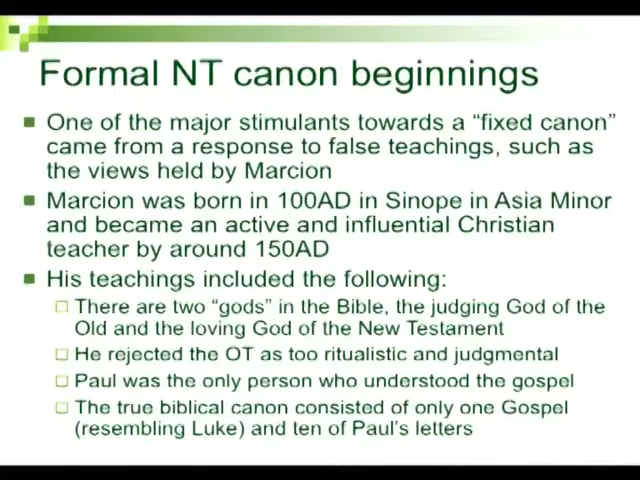 Formal NT canon beginnings
One of the major stimulants towards a “fixed canon”
came from a response to false teachings, such as
the views held by Marcion
Marcion was born in 100AD in Sinope in Asia Minor
and became an active and influential Christian
teacher by around 150AD
His teachings included the following:
There are two “gods” in the Bible, the judging God of the
Old and the loving God of the New Testament
He rejected the OT as too ritualistic and judgmental
Paul was the only person who understood the gospel
The true biblical canon consisted of only one Gospel
(resembling Luke) and ten of Paul's letters